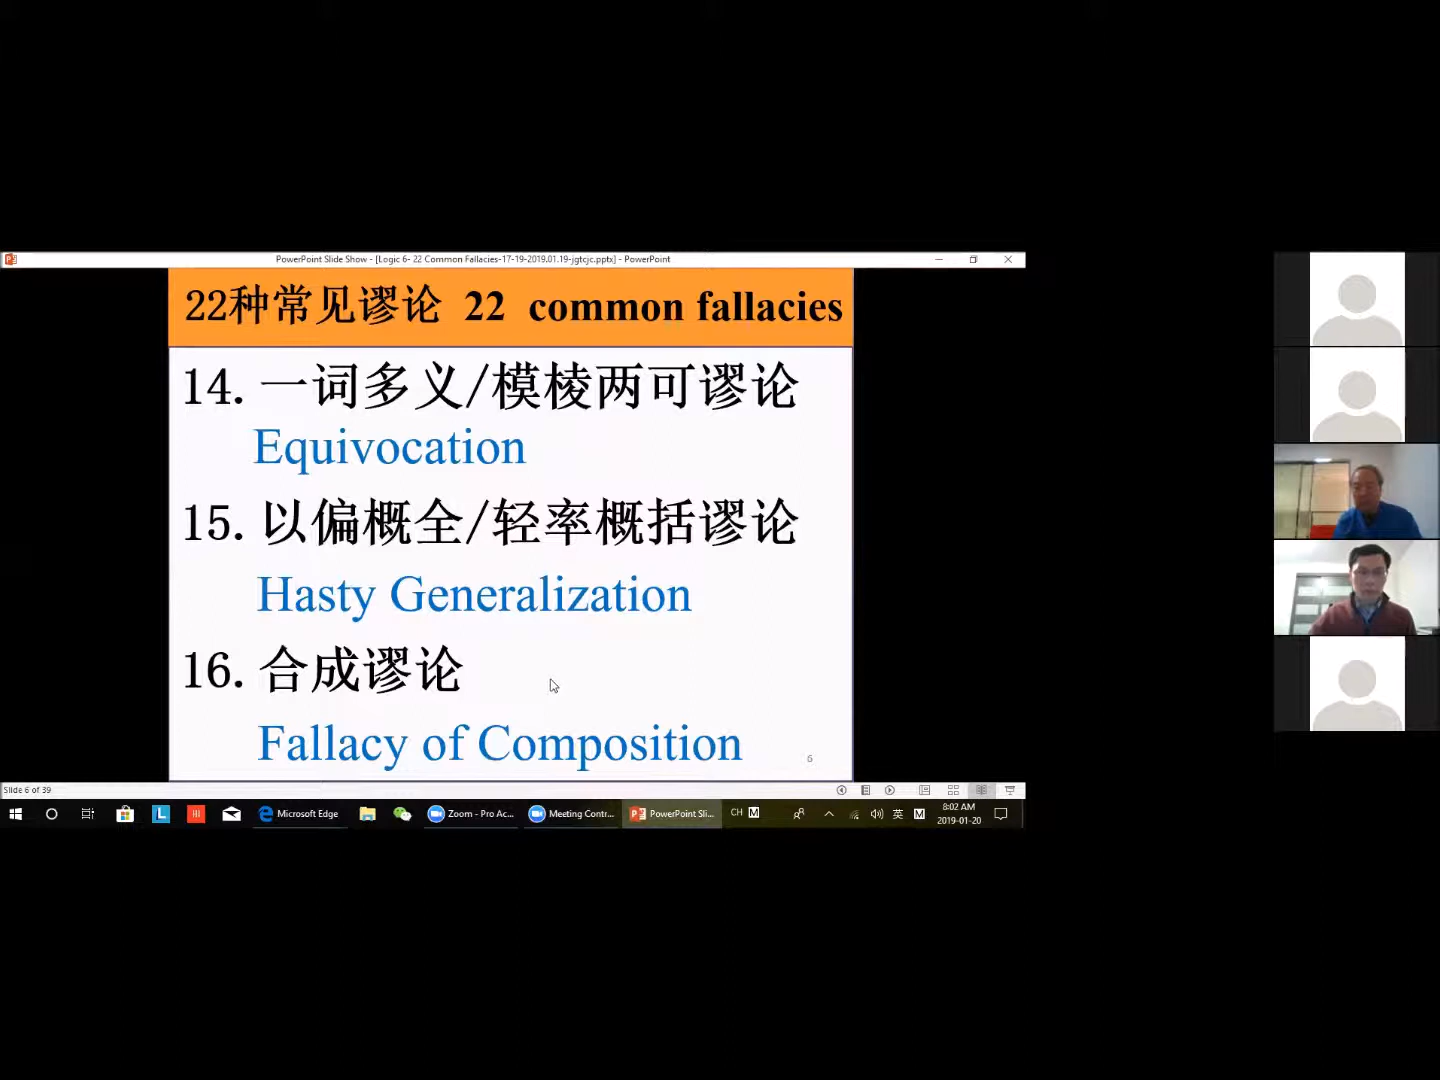 PowerPoint Slide Show - [Logic 6- 22 Common Fallacies-17-19-2019.01.19-jgtcjc.pptx] - PowerPoint
22种常见谬论 22 common fallacies
14. 一词多义/模棱两可谬论
Equivocation
15. 以偏概全/轻率概括谬论
Hasty Generalization
16. 合成谬论
Fallacy of Composition
6
Slide 6 of 39
Microsoft Edge
Zoom - Pro Ac...
Meeting Contr...
PowerPoint Sli...
CH M
英 M
8:02 AM
2019-01-20